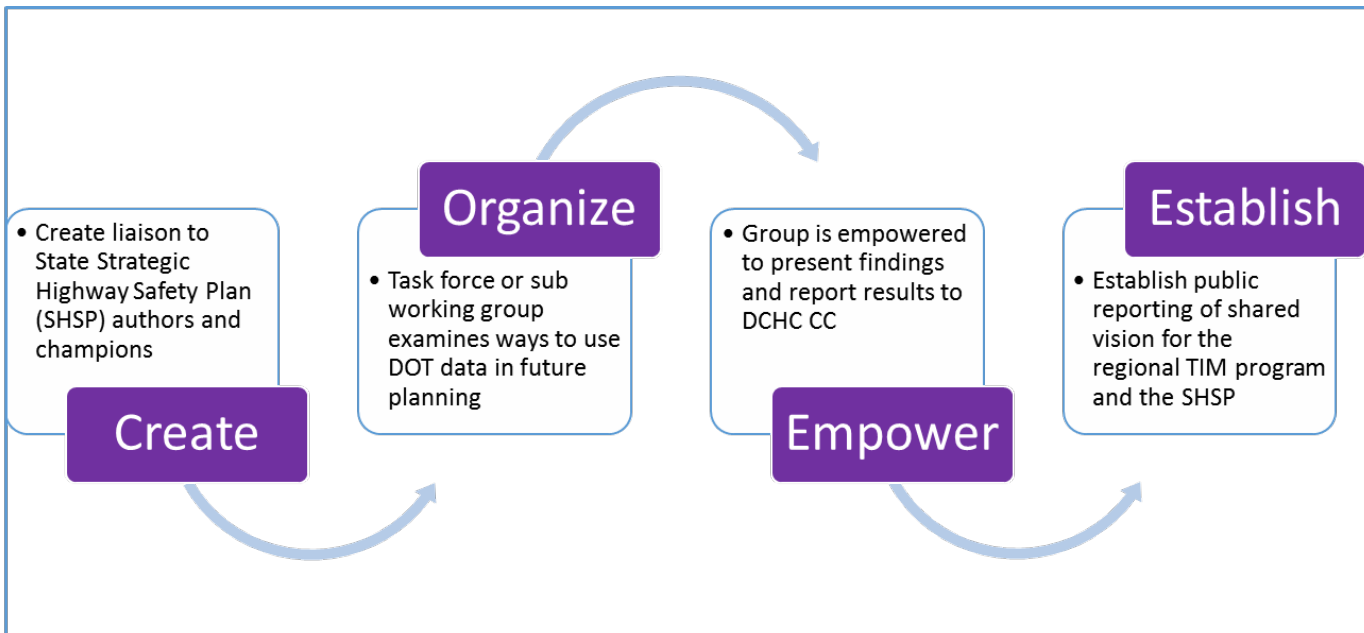 • Create liaison to
State Strategic
Highway Safety Plan
(SHSP) authors and
champions
Create
Organize
• Task force or sub
working group
examines ways to use
DOT data in future
planning
• Group is empowered
to present findings
and report results to
DCHC CC
Empower
Establish
• Establish public
reporting of shared
vision for the
regional TIM program
and the SHSP